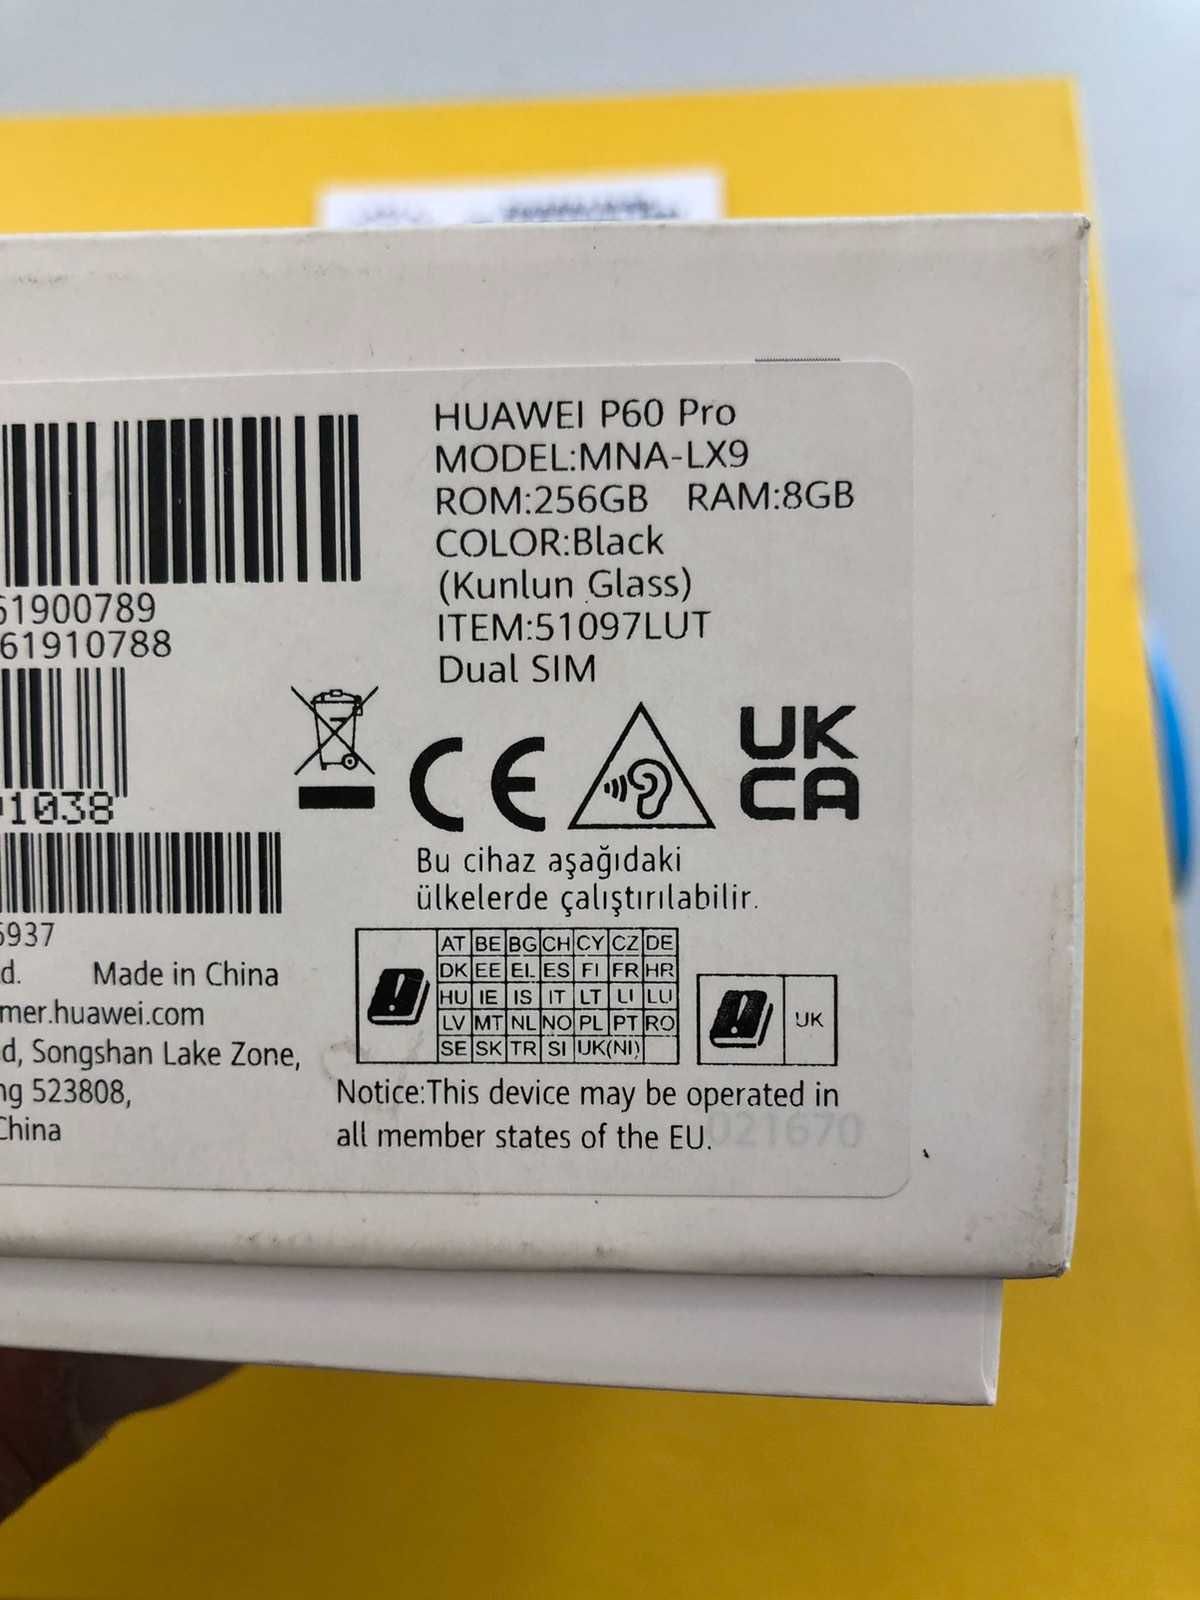 HUAWEI P60 Pro
MODEL:MNA-LX9
ROM:256GB RAM:8GB
COLOR:Black
(Kunlun Glass)
ITEM:51097LUT
Dual SIM
61900789
61910788
1038
5937
CE
UK
CA
Bu cihaz aşağıdaki
ülkelerde çalıştırılabilir.
AT BE BG CH CY CZ DE
DK EE EL ES FI FR HR
HU IE IS IT LT LI LU
LV MT NL NO PL PT RO
SE SK TR SI UK(NI)
UK
d. Made in China
mer.huawei.com
d, Songshan Lake Zone,
ng 523808,
China
Notice:This device may be operated in
all member states of the EU.
021670